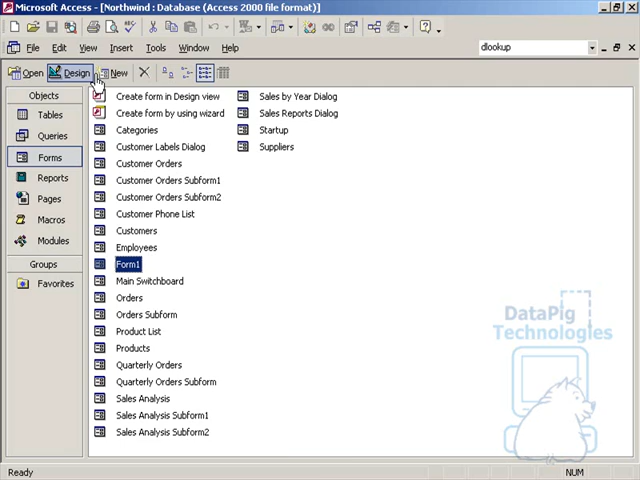 Microsoft Access - [Northwind : Database (Access 2000 file format)]
File Edit View Insert Tools Window Help
dlookup
Open Design New
Objects
Tables
Queries
Forms
Reports
Pages
Macros
Modules
Groups
Favorites
Create form in Design view
Create form by using wizard
Categories
Customer Labels Dialog
Customer Orders
Customer Orders Subform1
Customer Orders Subform2
Customer Phone List
Customers
Employees
Form1
Main Switchboard
Orders
Orders Subform
Product List
Products
Quarterly Orders
Quarterly Orders Subform
Sales Analysis
Sales Analysis Subform1
Sales Analysis Subform2
Sales by Year Dialog
Sales Reports Dialog
Startup
Suppliers
DataPig
Technologies
Ready
NUM